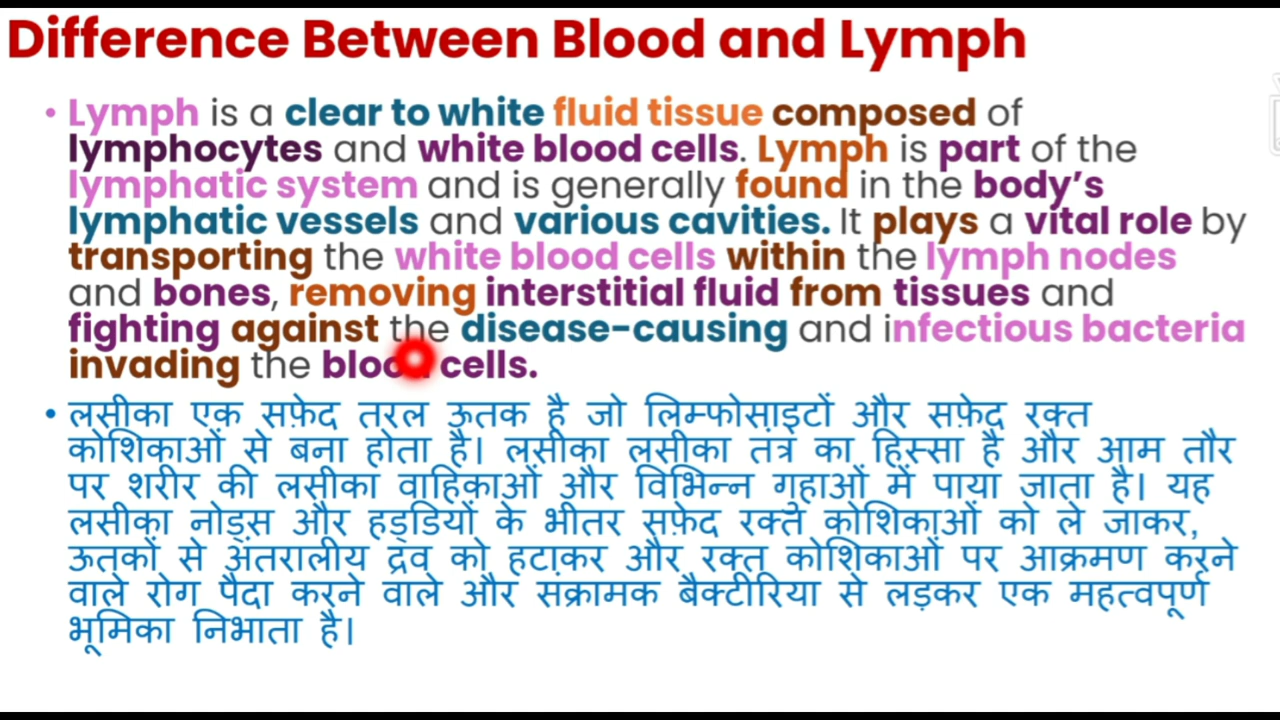 Difference Between Blood and Lymph
• Lymph is a clear to white fluid tissue composed of
lymphocytes and white blood cells. Lymph is part of the
lymphatic system and is generally found in the body’s
lymphatic vessels and various cavities. It plays a vital role by
transporting the white blood cells within the lymph nodes
and bones, removing interstitial fluid from tissues and
fighting against the disease-causing and infectious bacteria
invading the blood cells.
• लसीका एक सफ़ेद तरल ऊतक है जो लिम्फोसाइटों और सफ़ेद रक्त
कोशिकाओं से बना होता है। लसीका लसीका तंत्र का हिस्सा है और आम तौर
पर शरीर की लसीका वाहिकाओं और विभिन्न गुहाओं में पाया जाता है। यह
लसीका नोड्स और हड्डियों के भीतर सफ़ेद रक्त कोशिकाओं को ले जाकर,
ऊतकों से अंतरालीय द्रव को हटाकर और रक्त कोशिकाओं पर आक्रमण करने
वाले रोग पैदा करने वाले और संक्रामक बैक्टीरिया से लड़कर एक महत्वपूर्ण
भूमिका निभाता है।